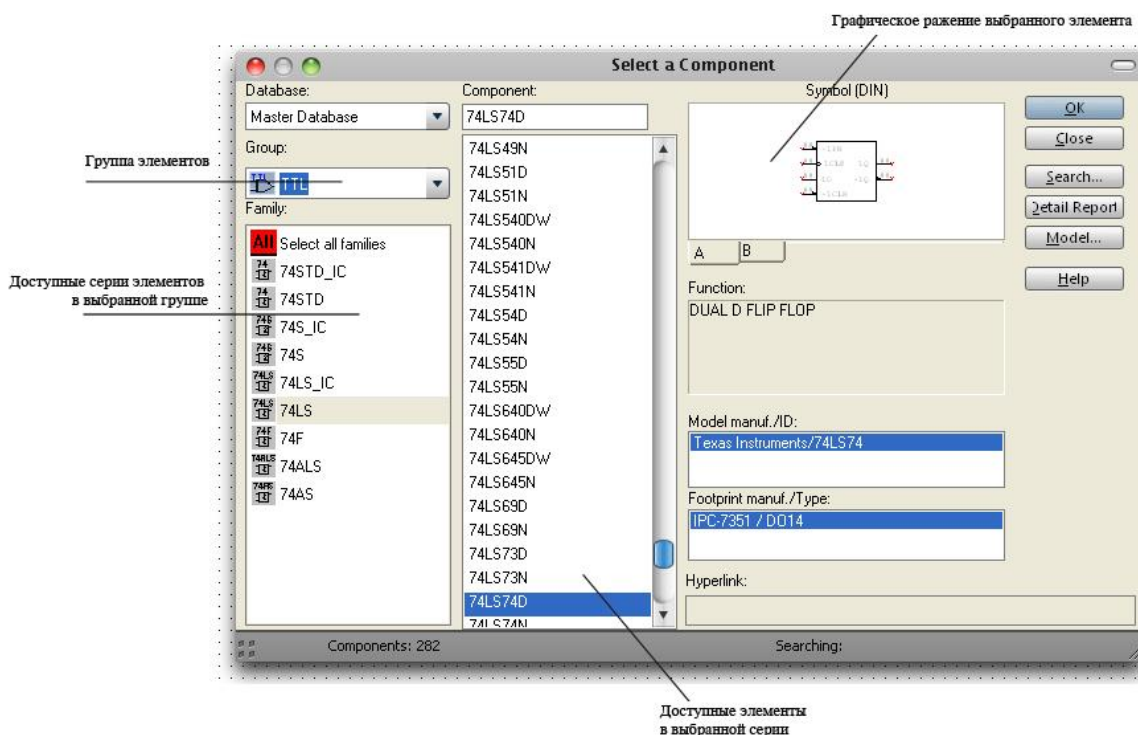 Графическое ражение выбранного элемента
Select a Component
Database:
Master Database
Group:
TTL
Family:
All Select all families
74STD_IC
74STD
74S_IC
74S
74LS_IC
74LS
74F
74ALS
74AS
Component:
74LS74D
74LS49N
74LS51D
74LS51N
74LS540DW
74LS540N
74LS541DW
74LS541N
74LS54D
74LS54N
74LS55D
74LS55N
74LS640DW
74LS640N
74LS645DW
74LS645N
74LS69D
74LS69N
74LS73D
74LS73N
74LS74D
74LS74N
Symbol (DIN)
A
B
Function:
DUAL D FLIP FLOP
Model manuf./ID:
Texas Instruments/74LS74
Footprint manuf./Type:
IPC-7351 / DO14
Hyperlink:
OK
Close
Search...
Detail Report
Model...
Help
Components: 282
Searching:
Группа элементов
Доступные серии элементов
в выбранной группе
Доступные элементы
в выбранной серии